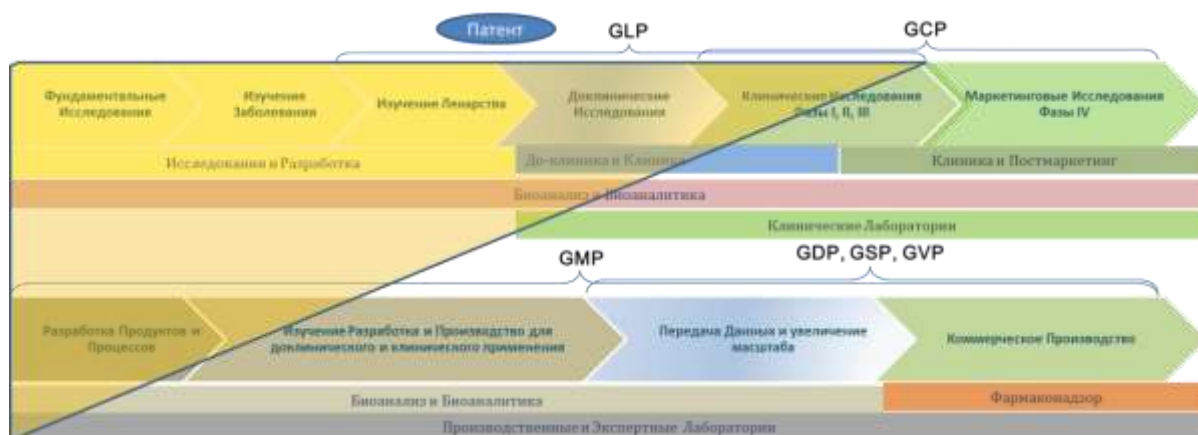 Патент
GLP
GCP
Фундаментальные
Исследования
Изучение
Заболевания
Изучение Лекарства
Доклинические
Исследования
Клинические Исследования
Фазы I, II, III
Маркетинговые Исследования
Фазы IV
Исследования и Разработка
До-клиника и Клиника
Клиника и Постмаркетинг
Биоанализ и Биоаналитика
Клинические Лаборатории
GMP
GDP, GSP, GVP
Разработка Продуктов и
Процессов
Изучение Разработка и Производство для
доклинического и клинического применения
Передача Данных и увеличение
масштаба
Коммерческое Производство
Биоанализ и Биоаналитика
Фармаконадзор
Производственные и Экспертные Лаборатории